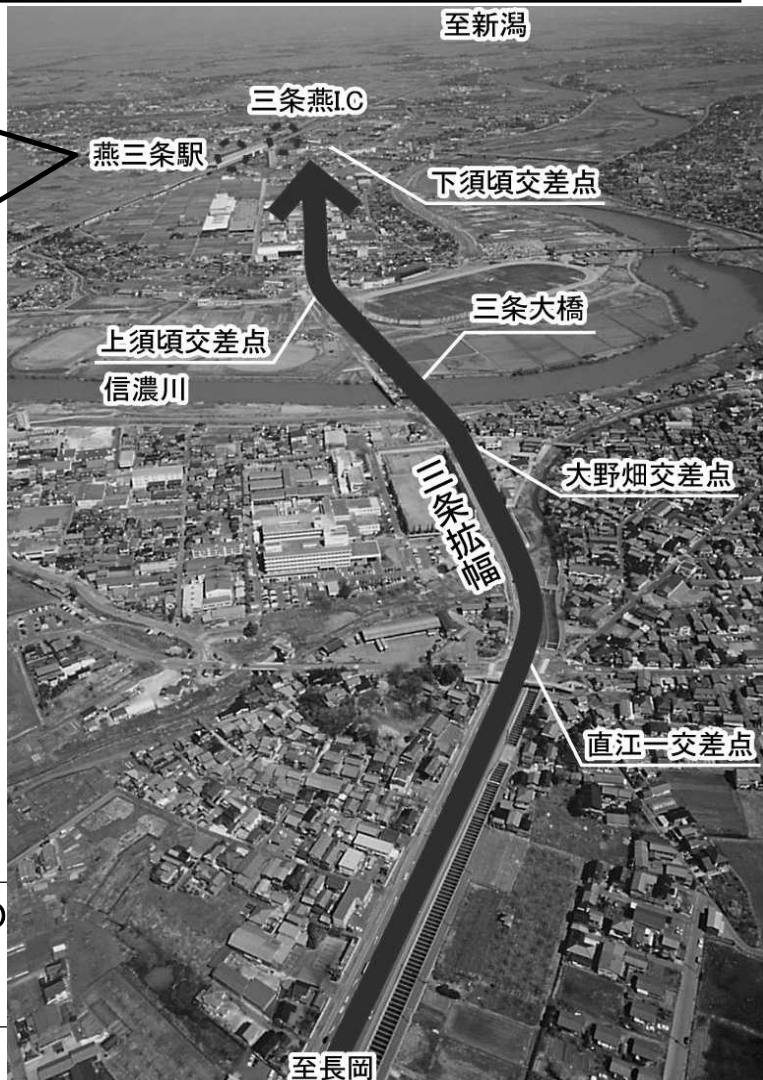 至新潟
三条燕I.C
燕三条駅
下須頃交差点
三条大橋
上須頃交差点
信濃川
大野畑交差点
三条拡幅
直江一交差点
至長岡